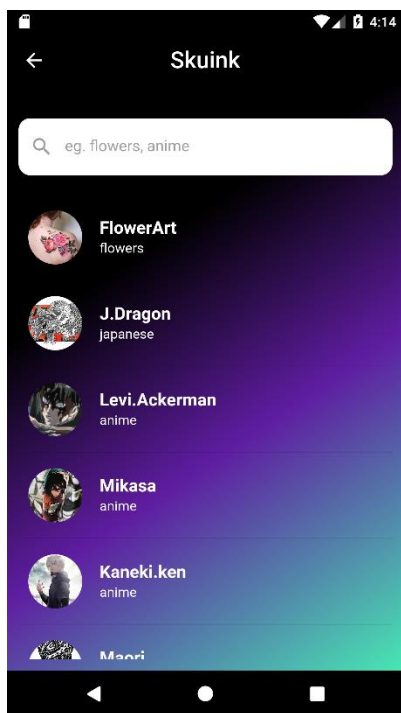 4:14
Skuink
eg. flowers, anime
FlowerArt
flowers
J.Dragon
japanese
Levi.Ackerman
anime
Mikasa
anime
Kaneki.ken
anime
Maori